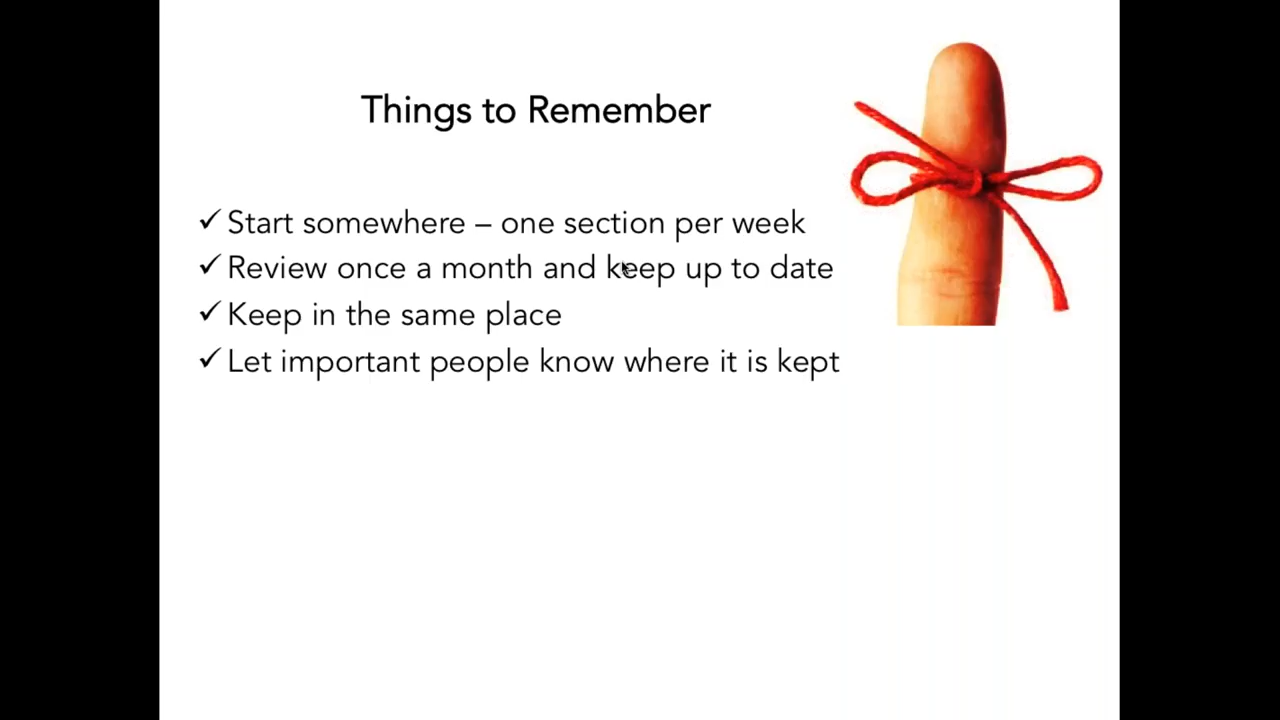 Things to Remember
✓ Start somewhere – one section per week
✓ Review once a month and keep up to date
✓ Keep in the same place
✓ Let important people know where it is kept